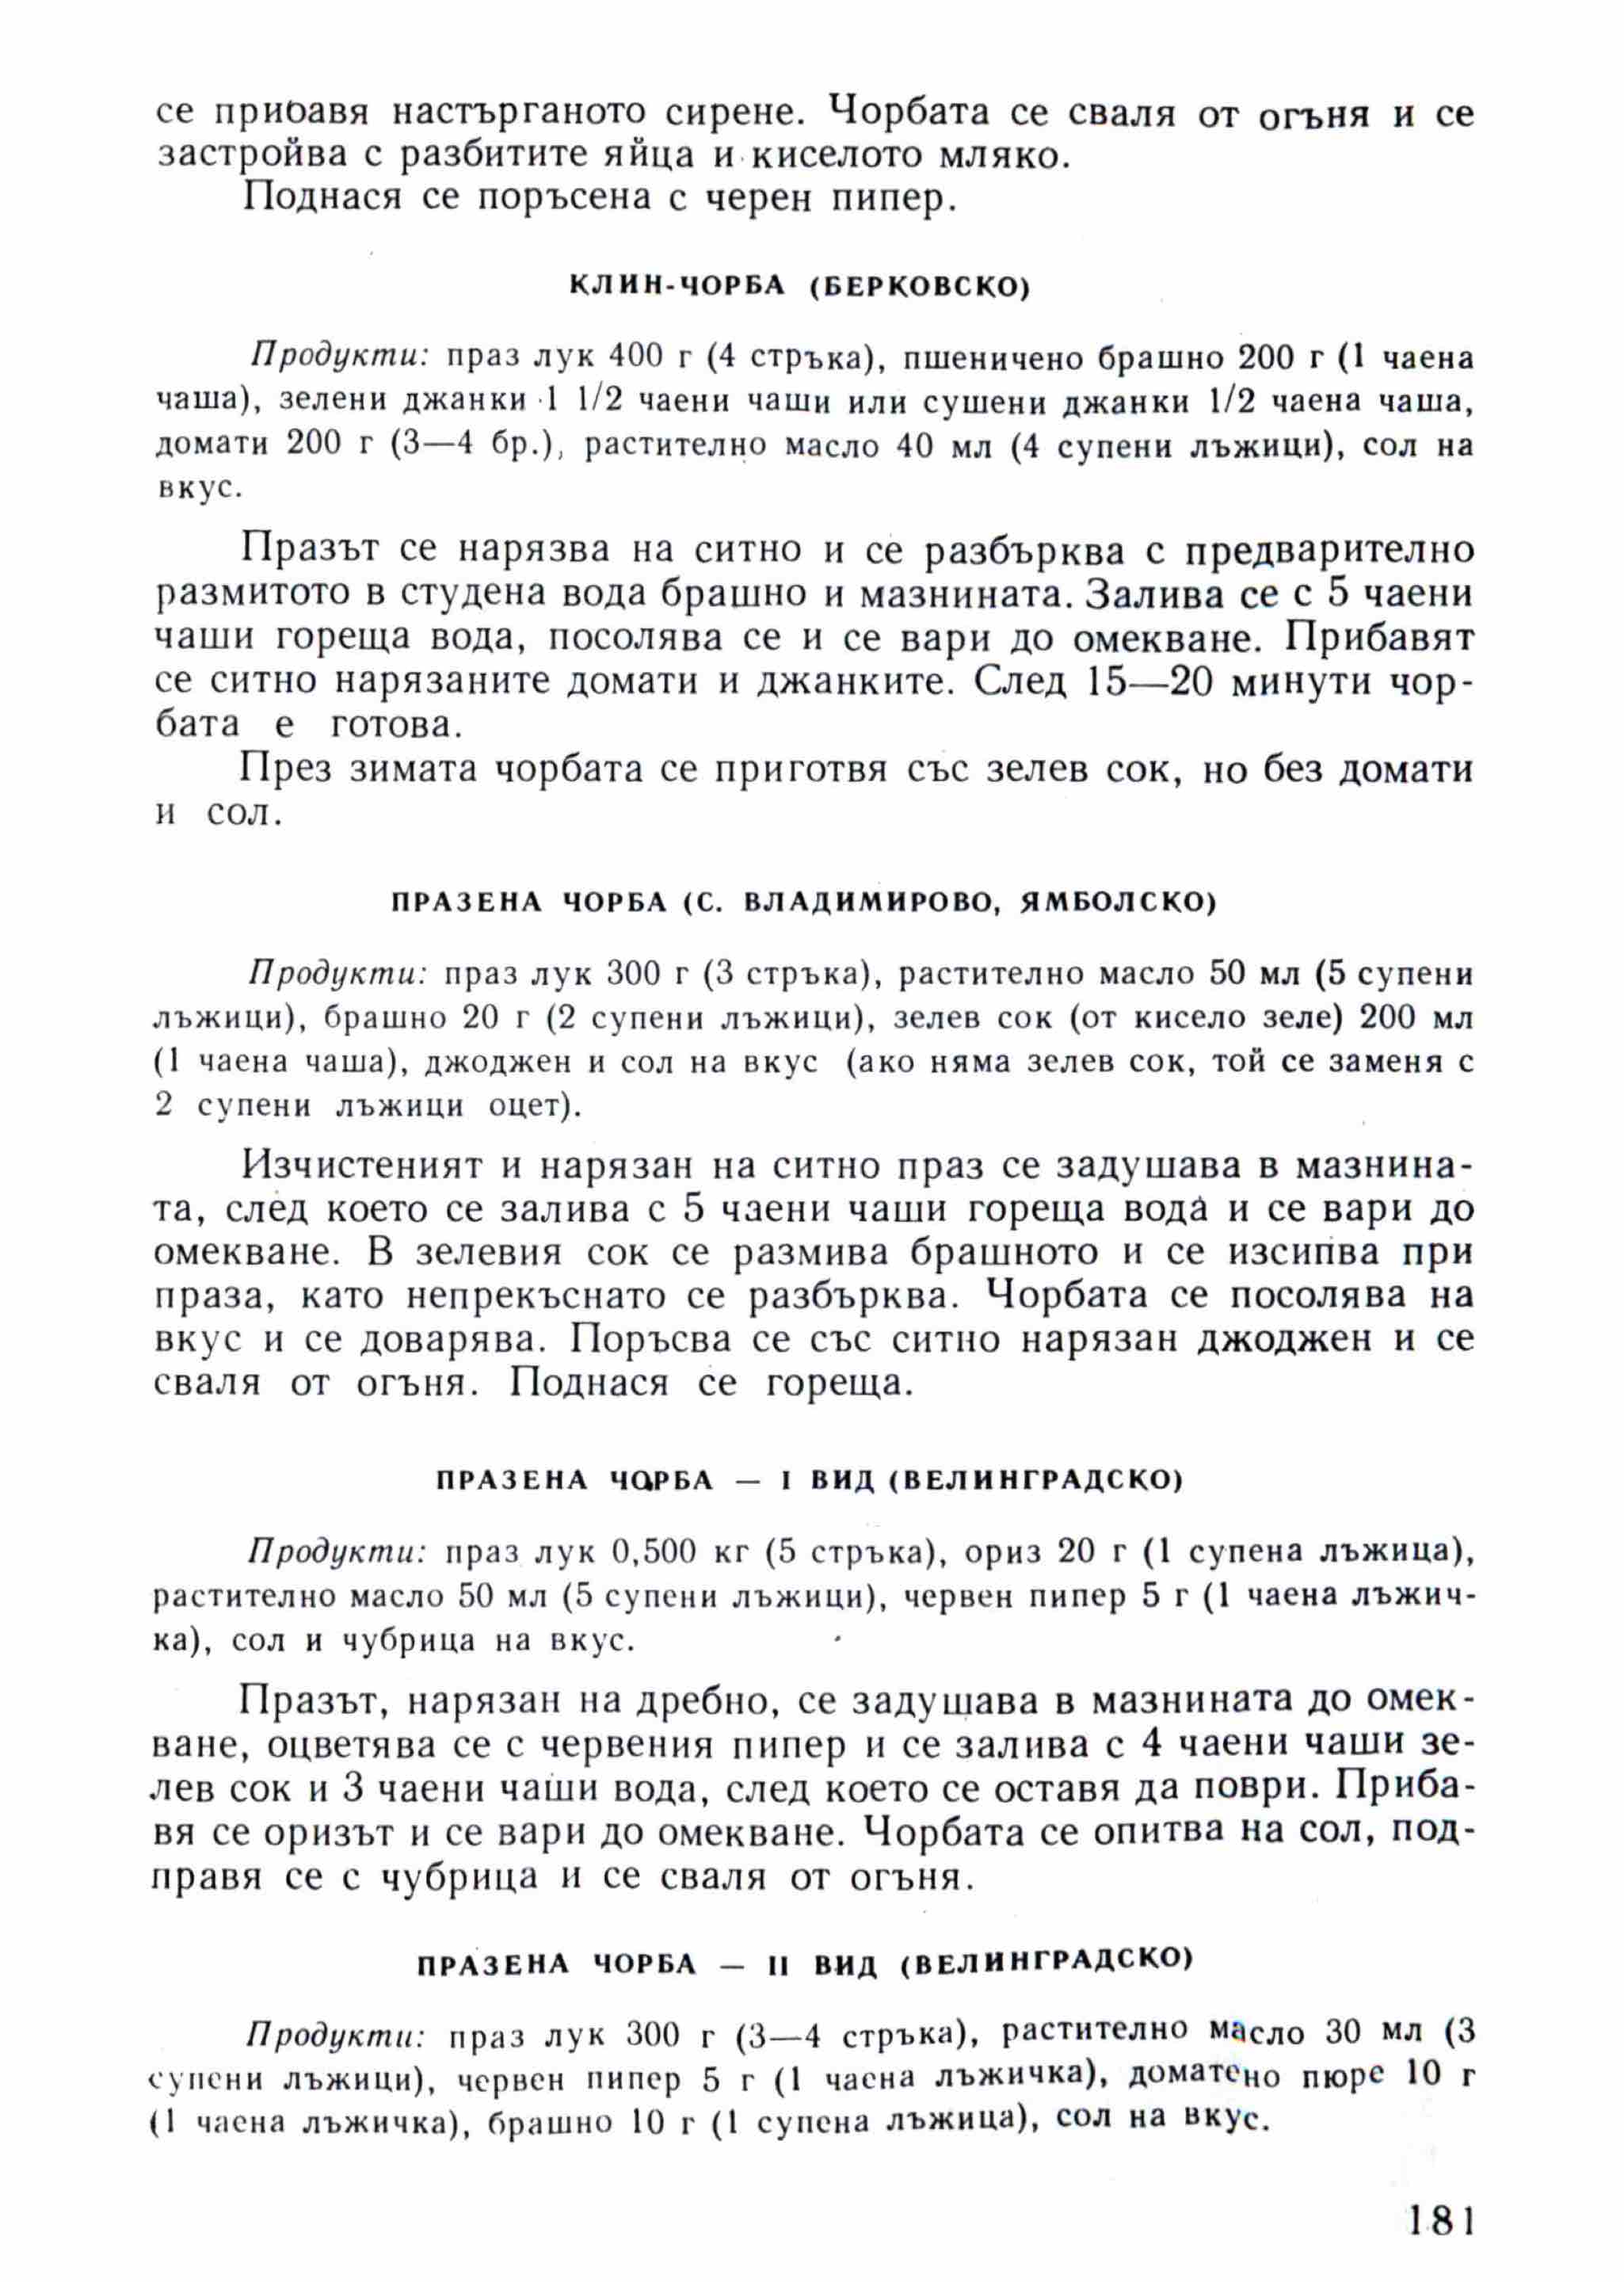 се прибавя настърганото сирене. Чорбата се сваля от огъня и се
застройва с разбитите яйца и киселото мляко.
Поднася се поръсена с черен пипер.
КЛИН-ЧОРБА (БЕРКОВСКО)
Продукти: праз лук 400 г (4 стръка), пшеничено брашно 200 г (1 чаена
чаша), зелени джанки 1 1/2 чаени чаши или сушени джанки 1/2 чаена чаша,
домати 200 г (3—4 бр.), растително масло 40 мл (4 супени лъжици), сол на
вкус.
Празът се нарязва на ситно и се разбърква с предварително
размитото в студена вода брашно и мазнината. Залива се с 5 чаени
чаши гореща вода, посолява се и се вари до омекване. Прибавят
се ситно нарязаните домати и джанките. След 15—20 минути чор-
бата е готова.
През зимата чорбата се приготвя със зелев сок, но без домати
и сол.
ПРАЗЕНА ЧОРБА (С. ВЛАДИМИРОВО, ЯМБОЛСКО)
Продукти: праз лук 300 г (3 стръка), растително масло 50 мл (5 супени
лъжици), брашно 20 г (2 супени лъжици), зелев сок (от кисело зеле) 200 мл
(1 чаена чаша), джоджен и сол на вкус (ако няма зелев сок, той се заменя с
2 супени лъжици оцет).
Изчистеният и нарязан на ситно праз се задушава в мазнина-
та, след което се залива с 5 чаени чаши гореща вода и се вари до
омекване. В зелевия сок се размива брашното и се изсипва при
праза, като непрекъснато се разбърква. Чорбата се посолява на
вкус и се доварява. Поръсва се със ситно нарязан джоджен и се
сваля от огъня. Поднася се гореща.
ПРАЗЕНА ЧОРБА — I ВИД (ВЕЛИНГРАДСКО)
Продукти: праз лук 0,500 кг (5 стръка), ориз 20 г (1 супена лъжица),
растително масло 50 мл (5 супени лъжици), червен пипер 5 г (1 чаена лъжич-
ка), сол и чубрица на вкус.
Празът, нарязан на дребно, се задушава в мазнината до омек-
ване, оцветява се с червения пипер и се залива с 4 чаени чаши зе-
лев сок и 3 чаени чаши вода, след което се оставя да поври. Приба-
вя се оризът и се вари до омекване. Чорбата се опитва на сол, под-
правя се с чубрица и се сваля от огъня.
ПРАЗЕНА ЧОРБА — II ВИД (ВЕЛИНГРАДСКО)
Продукти: праз лук 300 г (3—4 стръка), растително масло 30 мл (3
супени лъжици), червен пипер 5 г (1 чаена лъжичка), доматено пюре 10 г
(1 чаена лъжичка), брашно 10 г (1 супена лъжица), сол на вкус.
181